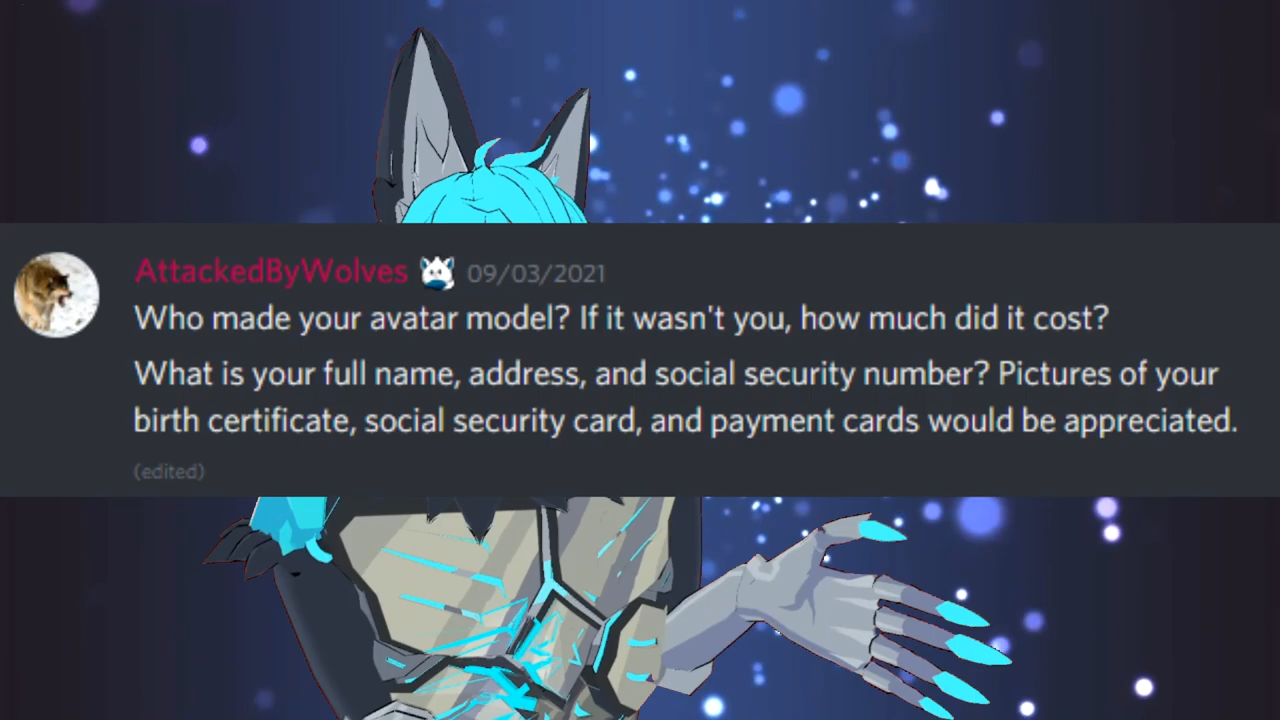 AttackedByWolves 09/03/2021
Who made your avatar model? If it wasn't you, how much did it cost?
What is your full name, address, and social security number? Pictures of your
birth certificate, social security card, and payment cards would be appreciated.
(edited)